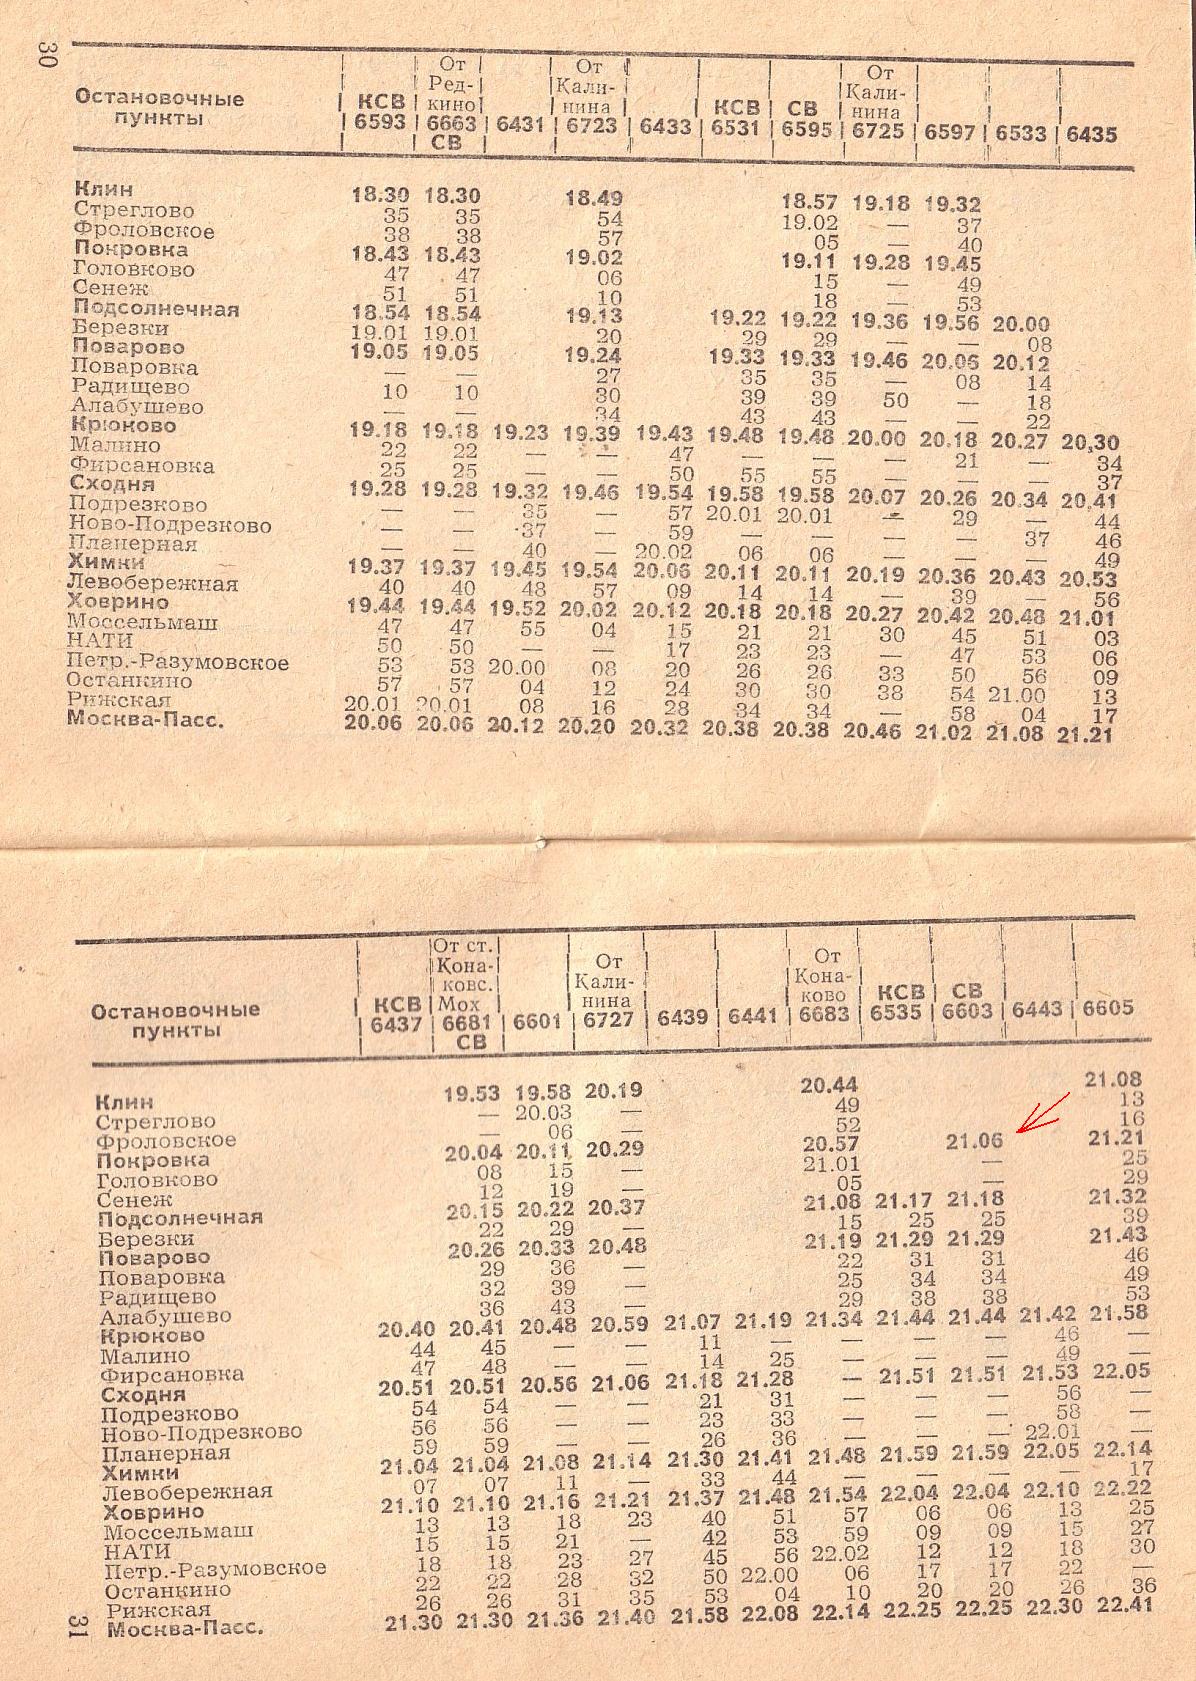 30
От От От
Ред- Кали- Кали-
Остановочные КСВ кино нина КСВ СВ нина
пункты 6593 6663 6431 6723 6433 6531 6595 6725 6597 6533 6435
СВ
Клин 18.30 18.30 18.49 18.57 19.18 19.32
Стреглово 35 35 54 19.02 — 37
Фроловское 38 38 57 05 — 40
Покровка 18.43 18.43 19.02 19.11 19.28 19.45
Головково 47 47 06 15 — 49
Сенеж 51 51 10 18 — 53
Подсолнечная 18.54 18.54 19.13 19.22 19.22 19.36 19.56 20.00
Березки 19.01 19.01 20 29 29 — — 08
Поварово 19.05 19.05 19.24 19.33 19.33 19.46 20.06 20.12
Поваровка — — 27 35 35 — 08 14
Радищево 10 10 30 39 39 50 — 18
Алабушево — — 34 43 43 — — 22
Крюково 19.18 19.18 19.23 19.39 19.43 19.48 19.48 20.00 20.18 20.27 20,30
Малино 22 22 — — 47 — — — 21 — 34
Фирсановка 25 25 — — 50 55 55 — — — 37
Сходня 19.28 19.28 19.32 19.46 19.54 19.58 19.58 20.07 20.26 20.34 20.41
Подрезково — — 35 — 57 20.01 20.01 — 29 — 44
Ново-Подрезково — — 37 — 59 — — — — 37 46
Планерная — — 40 — 20.02 06 06 — — — 49
Химки 19.37 19.37 19.45 19.54 20.06 20.11 20.11 20.19 20.36 20.43 20.53
Левобережная 40 40 48 57 09 14 14 — 39 — 56
Ховрино 19.44 19.44 19.52 20.02 20.12 20.18 20.18 20.27 20.42 20.48 21.01
Моссельмаш 47 47 55 04 15 21 21 30 45 51 03
НАТИ 50 50 — — 17 23 23 — 47 53 06
Петр.-Разумовское 53 53 20.00 08 20 26 26 33 50 56 09
Останкино 57 57 04 12 24 30 30 38 54 21.00 13
Рижская 20.01 20.01 08 16 28 34 34 — 58 04 17
Москва-Пасс. 20.06 20.06 20.12 20.20 20.32 20.38 20.38 20.46 21.02 21.08 21.21
От ст.
Кона- От От
ковс. Кали- Кона-
Остановочные КСВ Мох нина ково КСВ СВ
пункты 6437 6681 6601 6727 6439 6441 6683 6535 6603 6443 6605
СВ
Клин 19.53 19.58 20.19 20.44 21.08
Стреглово — 20.03 — 49 13
Фроловское — 06 — 52 16
Покровка 20.04 20.11 20.29 20.57 21.06 21.21
Головково 08 15 — 21.01 — 25
Сенеж 12 19 — 05 — 29
Подсолнечная 20.15 20.22 20.37 21.08 21.17 21.18 21.32
Березки 22 29 — 15 25 25 39
Поварово 20.26 20.33 20.48 21.19 21.29 21.29 21.43
Поваровка 29 36 — 22 31 31 46
Радищево 32 39 — 25 34 34 49
Алабушево 36 43 — 29 38 38 53
Крюково 20.40 20.41 20.48 20.59 21.07 21.19 21.34 21.44 21.44 21.42 21.58
Малино 44 45 — — 11 — — — — 46 —
Фирсановка 47 48 — — 14 25 — — — 49 —
Сходня 20.51 20.51 20.56 21.06 21.18 21.28 — 21.51 21.51 21.53 22.05
Подрезково 54 54 — — 21 31 — — — 56 —
Ново-Подрезково 56 56 — — 23 33 — — — 58 —
Планерная 59 59 — — 26 36 — — — 22.01 —
Химки 21.04 21.04 21.08 21.14 21.30 21.41 21.48 21.59 21.59 22.05 22.14
Левобережная 07 07 11 — 33 44 — — — — 17
Ховрино 21.10 21.10 21.16 21.21 21.37 21.48 21.54 22.04 22.04 22.10 22.22
Моссельмаш 13 13 18 23 40 51 57 06 06 13 25
НАТИ 15 15 21 — 42 53 59 09 09 15 27
Петр.-Разумовское 18 18 23 27 45 56 22.02 12 12 18 30
Останкино 22 22 28 32 50 22.00 06 17 17 22 —
Рижская 26 26 31 35 53 04 10 20 20 26 36
Москва-Пасс. 21.30 21.30 21.36 21.40 21.58 22.08 22.14 22.25 22.25 22.30 22.41
31